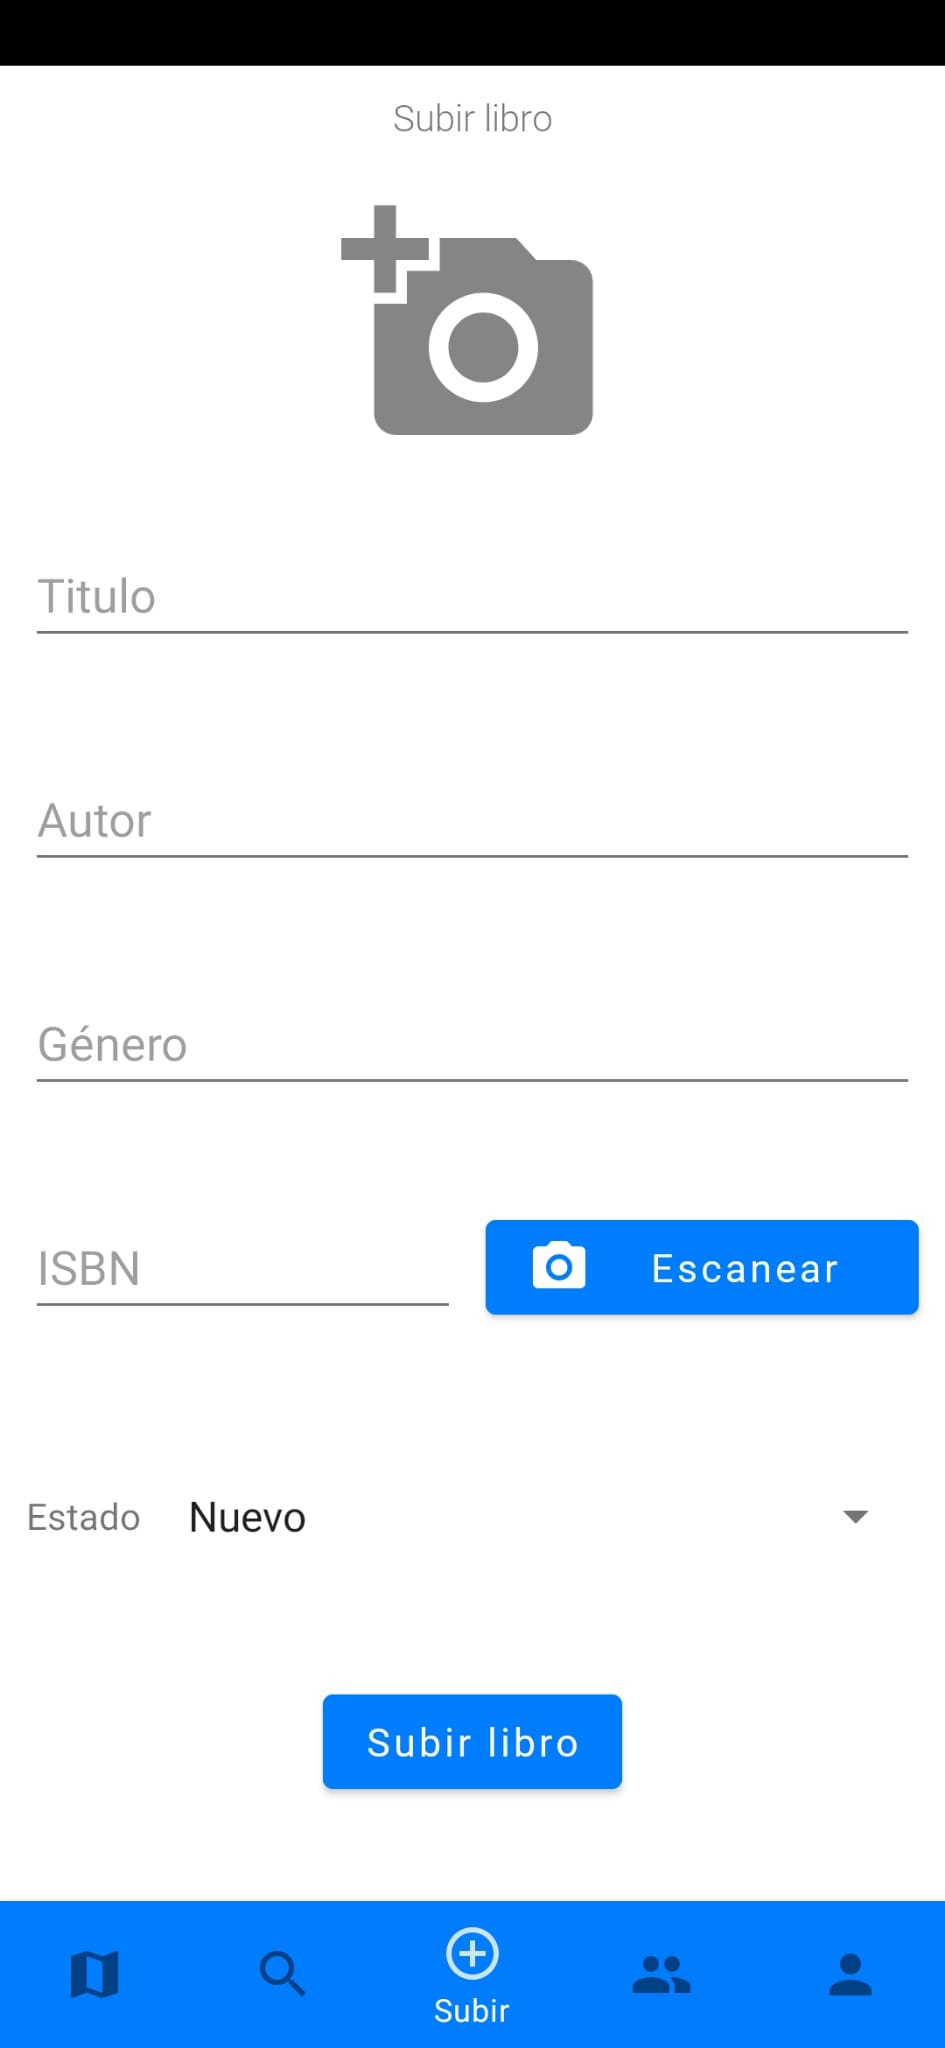 Subir libro
Titulo
Autor
Género
ISBN
Escanear
Estado
Nuevo
Subir libro
Subir